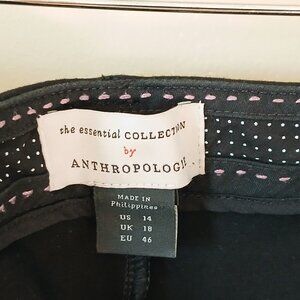 the essential COLLECTION
by
ANTHROPOLOGIE
MADE IN
Philippines
US 14
UK 18
EU 46